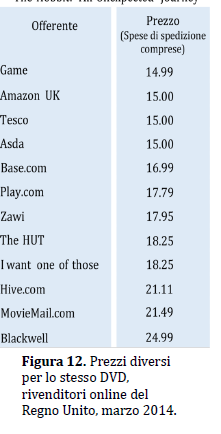 The Hobbit: An Unexpected Journey
Offerente Prezzo
(Spese di spedizione
comprese)
Game 14.99
Amazon UK 15.00
Tesco 15.00
Asda 15.00
Base.com 16.99
Play.com 17.79
Zawi 17.95
The HUT 18.25
I want one of those 18.25
Hive.com 21.11
MovieMail.com 21.49
Blackwell 24.99
Figura 12. Prezzi diversi
per lo stesso DVD,
rivenditori online del
Regno Unito, marzo 2014.